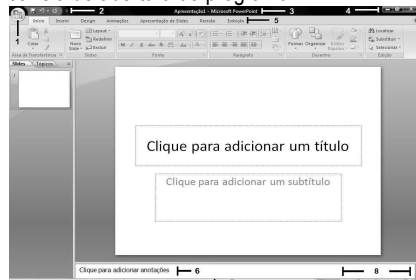 Apresentação1 - Microsoft PowerPoint
2
3
4
1
Início Inserir Design Animações Apresentação de Slides Revisão Exibição
5
Colar
Novo Slide
Redefinir
Excluir
Formas
Organizar
Estilos
Localizar
Substituir
Selecionar
Área de Transferência
Slides
Fonte
Parágrafo
Desenho
Edição
Slides Tópicos
Clique para adicionar um título
Clique para adicionar um subtítulo
Clique para adicionar anotações
6
8